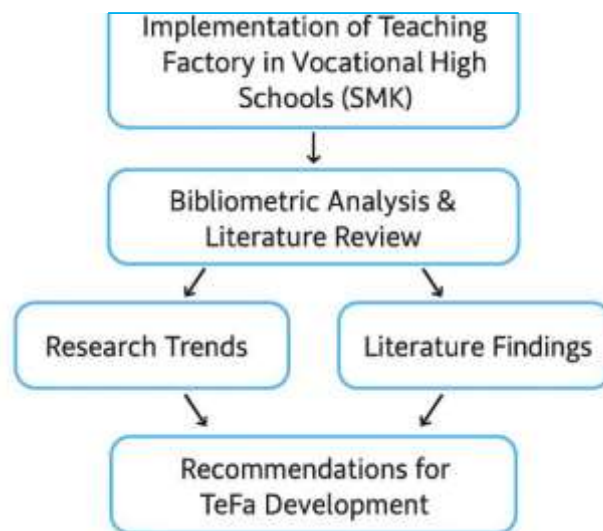 Implementation of Teaching
Factory in Vocational High
Schools (SMK)
Bibliometric Analysis &
Literature Review
Research Trends
Literature Findings
Recommendations for
TeFa Development